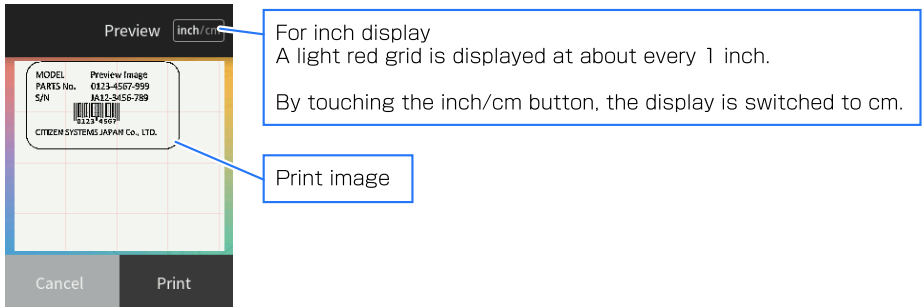 Preview inch/cm
MODEL Preview Image
PARTS No. 0123-4567-999
S/N JA12-3456-789
0123 4567
CITIZEN SYSTEMS JAPAN Co., LTD.
Cancel Print
For inch display
A light red grid is displayed at about every 1 inch.
By touching the inch/cm button, the display is switched to cm.
Print image